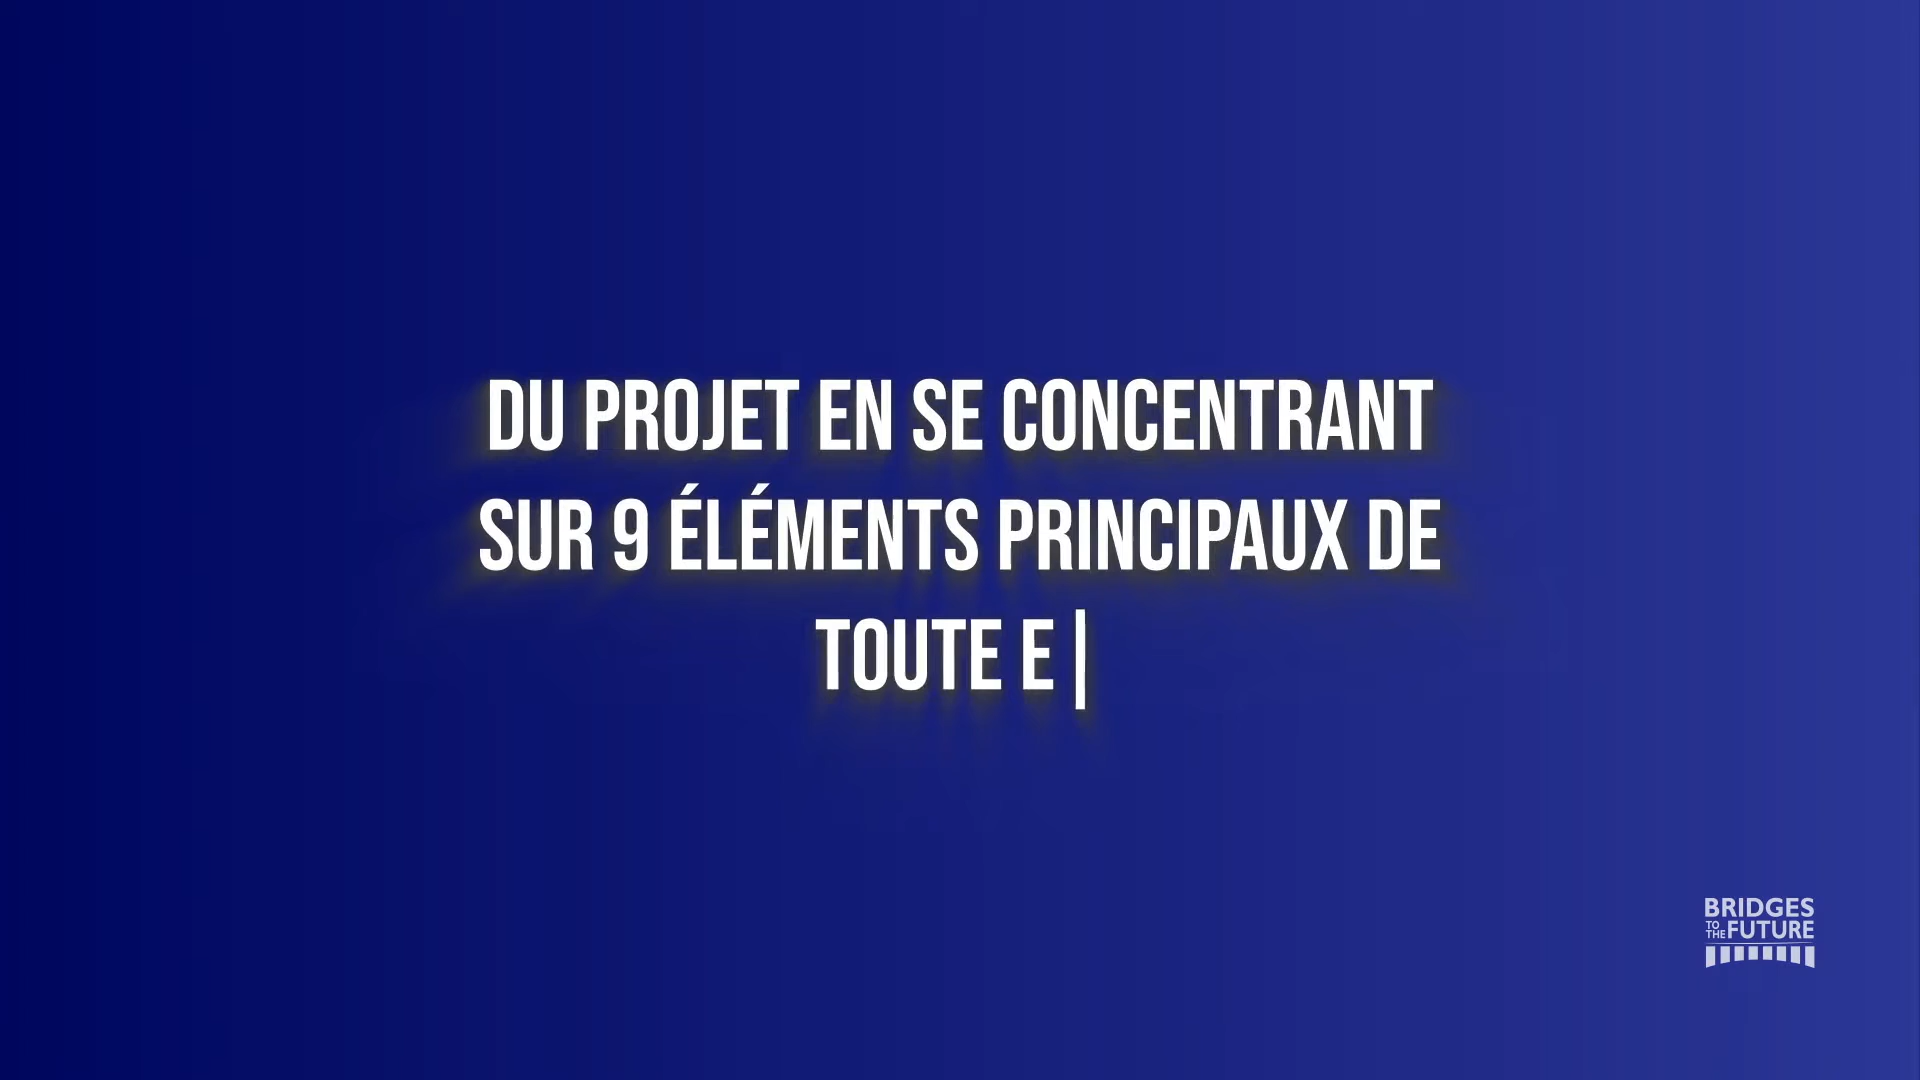 DU PROJET EN SE CONCENTRANT
SUR 9 ÉLÉMENTS PRINCIPAUX DE
TOUTE E |
BRIDGES
TO THE FUTURE